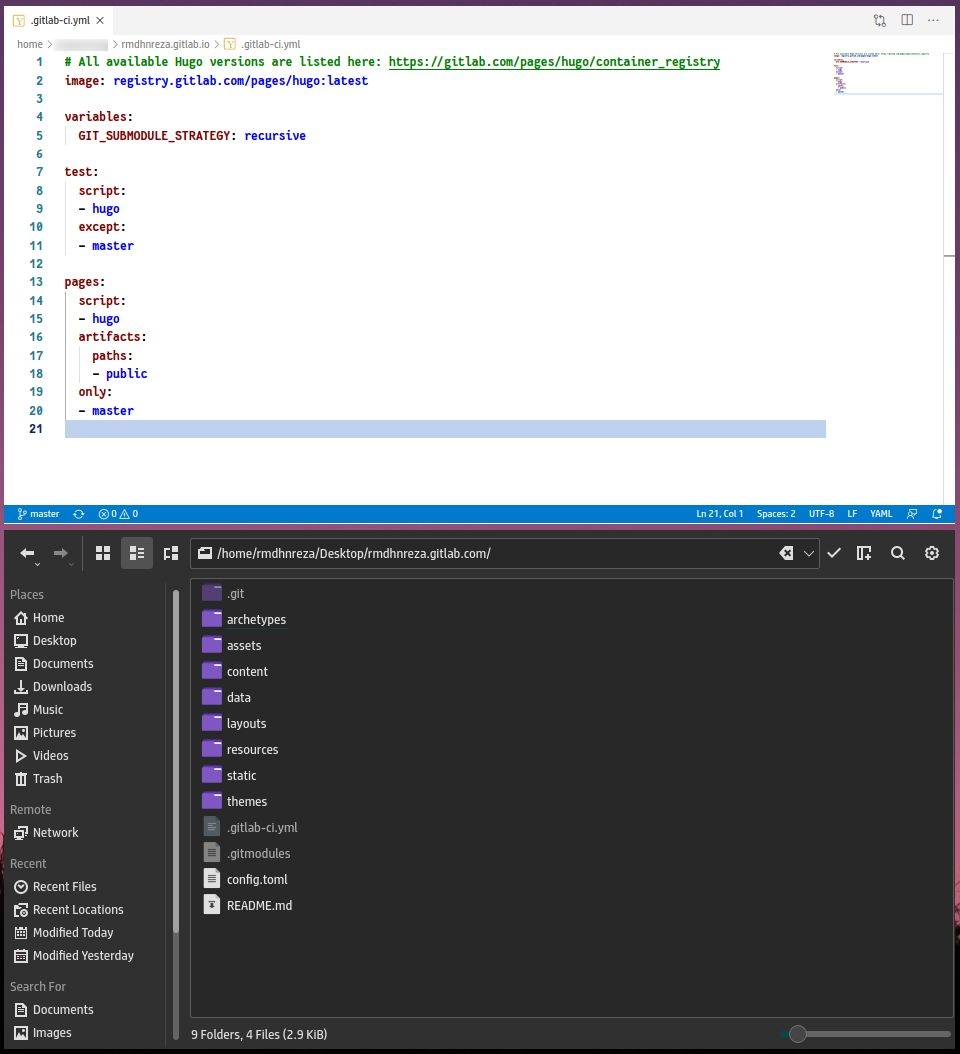 .gitlab-ci.yml
home > > rmdhnreza.gitlab.io > .gitlab-ci.yml
1 # All available Hugo versions are listed here: https://gitlab.com/pages/hugo/container_registry
2 image: registry.gitlab.com/pages/hugo:latest
3
4 variables:
5 GIT_SUBMODULE_STRATEGY: recursive
6
7 test:
8 script:
9 - hugo
10 except:
11 - master
12
13 pages:
14 script:
15 - hugo
16 artifacts:
17 paths:
18 - public
19 only:
20 - master
21
master 0 0 Ln 21, Col 1 Spaces: 2 UTF-8 LF YAML
/home/rmdhnreza/Desktop/rmdhnreza.gitlab.com/
Places
Home
Desktop
Documents
Downloads
Music
Pictures
Videos
Trash
Remote
Network
Recent
Recent Files
Recent Locations
Modified Today
Modified Yesterday
Search For
Documents
Images
.git
archetypes
assets
content
data
layouts
resources
static
themes
.gitlab-ci.yml
.gitmodules
config.toml
README.md
9 Folders, 4 Files (2.9 KiB)